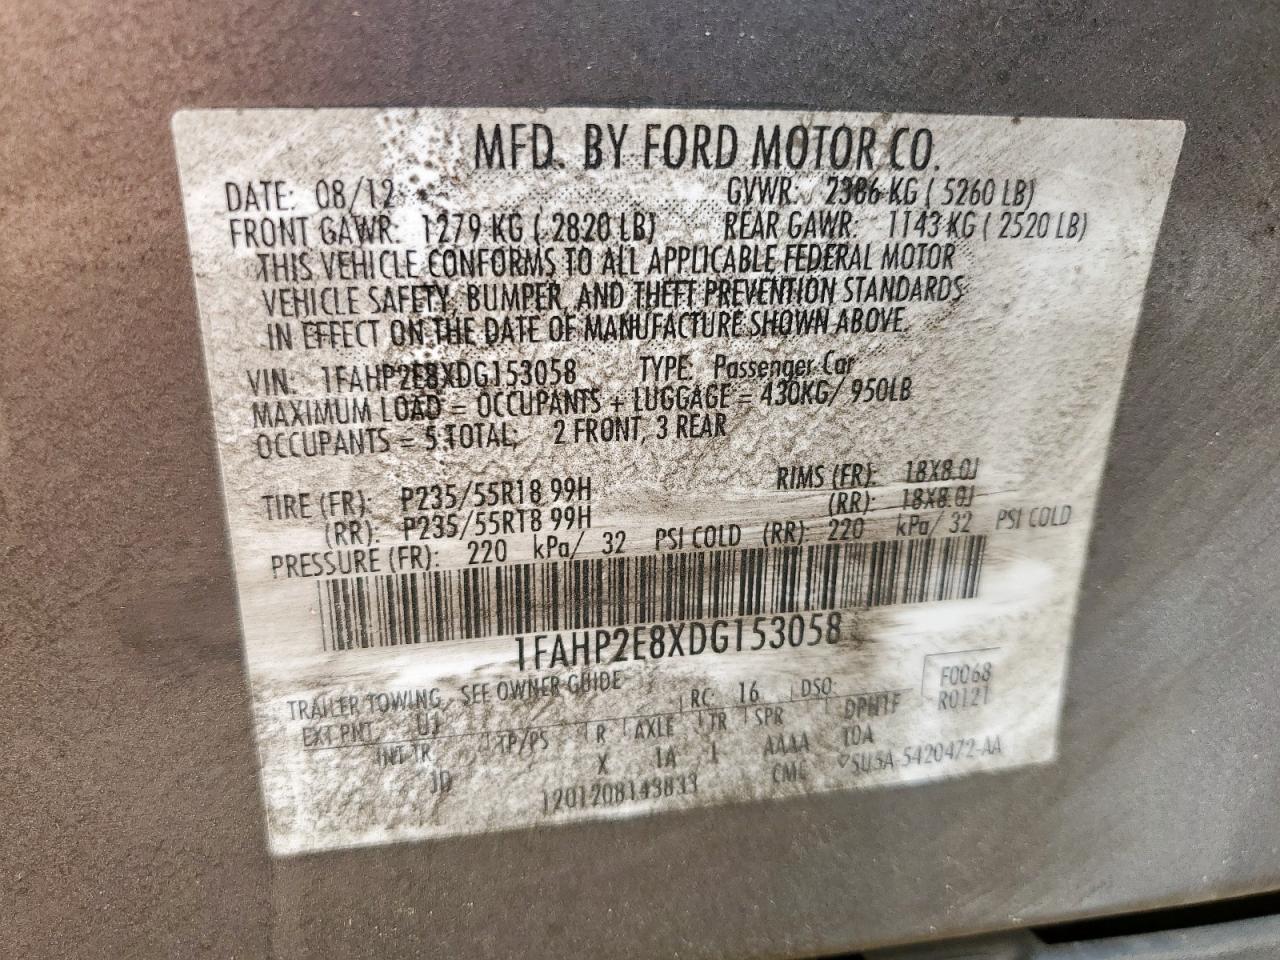 MFD. BY FORD MOTOR CO.
DATE: 08/12 GVWR: 2386 KG ( 5260 LB)
FRONT GAWR: 1279 KG ( 2820 LB) REAR GAWR: 1143 KG ( 2520 LB)
THIS VEHICLE CONFORMS TO ALL APPLICABLE FEDERAL MOTOR
VEHICLE SAFETY, BUMPER, AND THEFT PREVENTION STANDARDS
IN EFFECT ON THE DATE OF MANUFACTURE SHOWN ABOVE.
VIN: 1FAHP2E8XDG153058 TYPE: Passenger Car
MAXIMUM LOAD = OCCUPANTS + LUGGAGE = 430KG/ 950LB
OCCUPANTS = 5 TOTAL, 2 FRONT, 3 REAR
TIRE (FR): P235/55R18 99H RIMS (FR): 18X8.0J
(RR): P235/55R18 99H (RR): 18X8.0J
PRESSURE (FR): 220 kPa/ 32 PSI COLD (RR): 220 kPa/ 32 PSI COLD
1FAHP2E8XDG153058
TRAILER TOWING, SEE OWNER GUIDE
F0068
RC: 16 DSO: R0121
EXT PNT: UJ
INT TR TP/PS R AXLE TR SPR
JD X 1A AAAA
1201208143833 CME SU5A-5420472-AA